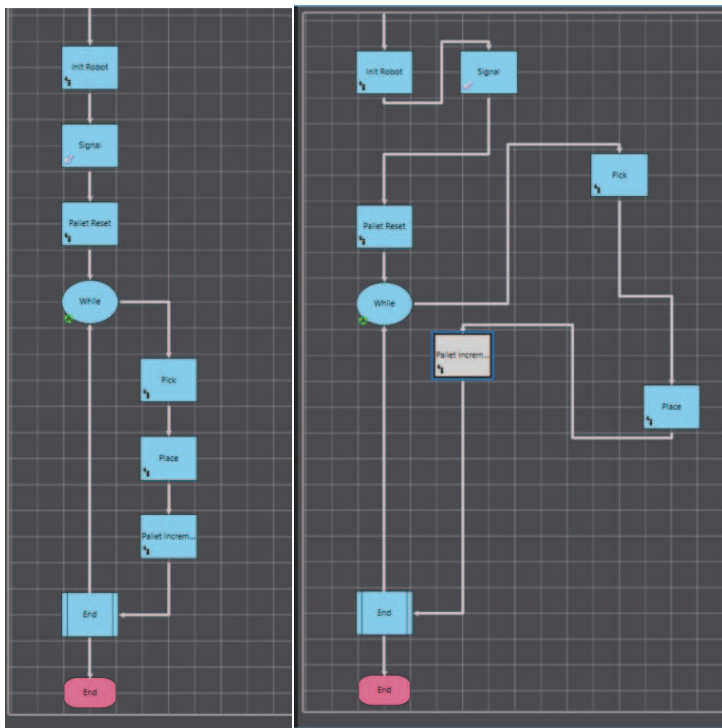 Init Robot
Signal
Pallet Reset
While
Pick
Place
Pallet Increm...
End
End
Init Robot
Signal
Pick
Pallet Reset
While
Pallet Increm...
Place
End
End